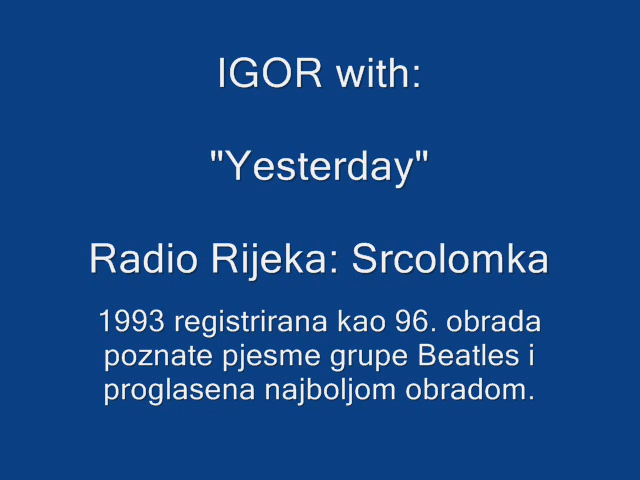 IGOR with:
"Yesterday"
Radio Rijeka: Srcolomka
1993 registrirana kao 96. obrada
poznate pjesme grupe Beatles i
proglasena najboljom obradom.